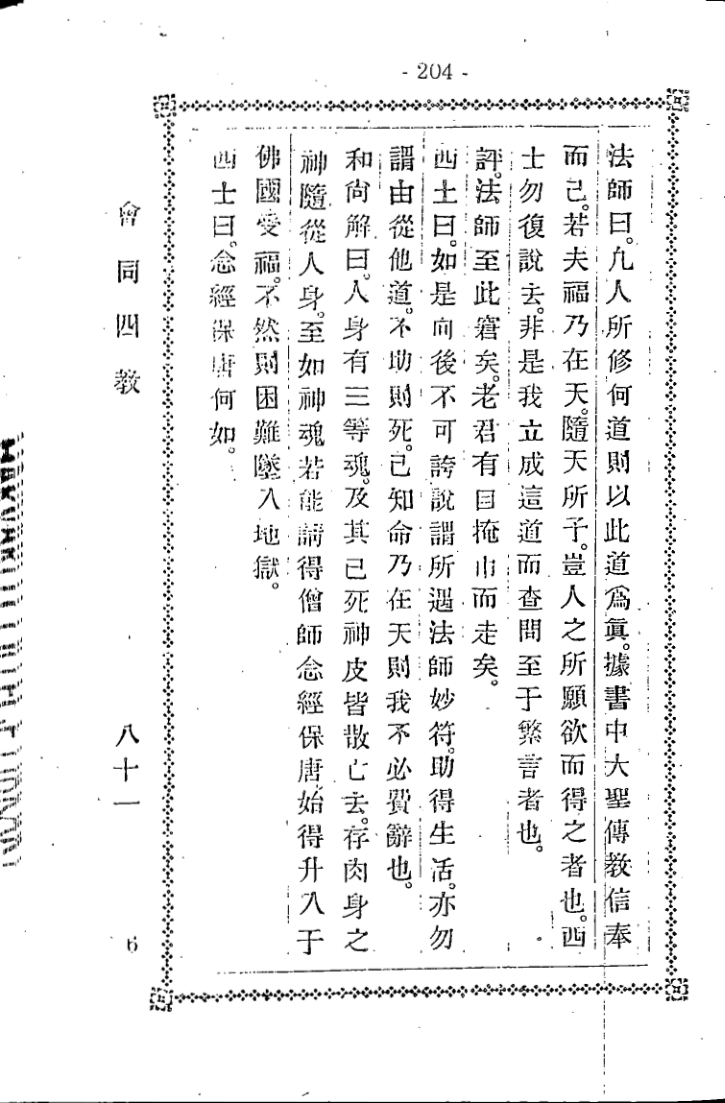 - 204 -
法師曰。凢人所修何道則以此道爲眞。據書中大聖傳敎信奉
而己。若夫福乃在天。隨天所予。豈人之所願欲而得之者也。西
士勿復說去。非是我立成這道而查問至于繁言者也。
評。法師至此窘矣。老君有目掩巾而走矣。
西士曰。如是向後不可誇說謂所遇法師妙符。助得生活。亦勿
謂由從他道。不助則死。己知命乃在天則我不必費辭也。
和尙解曰。人身有三等魂。及其已死神皮皆散亡去。存肉身之
神隨從人身。至如神魂若能請得僧師念經保唐始得升入于
佛國受福。不然則困難墜入地獄。
西士曰。念經保唐何如。
會同四敎
八十一
6